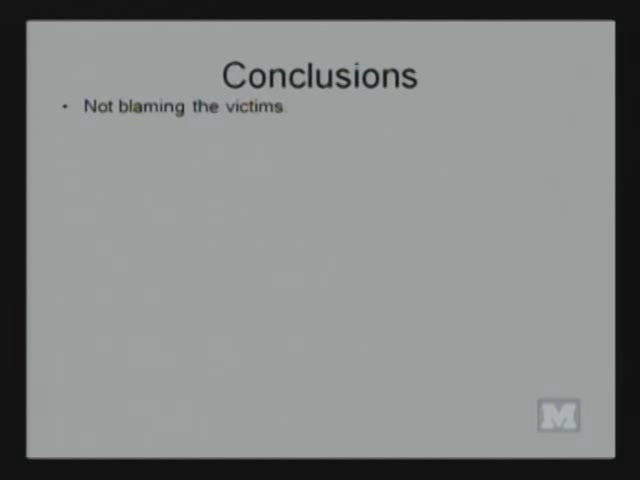 Conclusions
• Not blaming the victims.
M